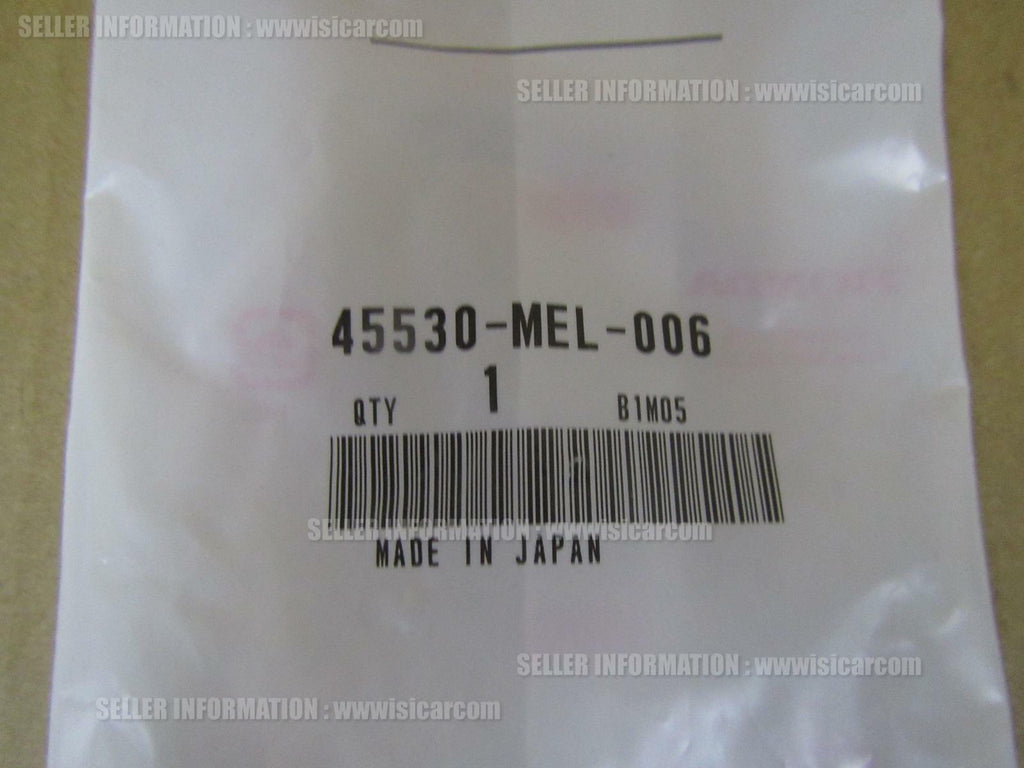 SELLER INFORMATION : wwwisicarcom
SELLER INFORMATION : wwwisicarcom
45530-MEL-006
QTY 1 B1M05
SELLER INFORMATION : wwwisicarcom
MADE IN JAPAN
SELLER INFORMATION : wwwisicarcom
SELLER INFORMATION : wwwisicarcom